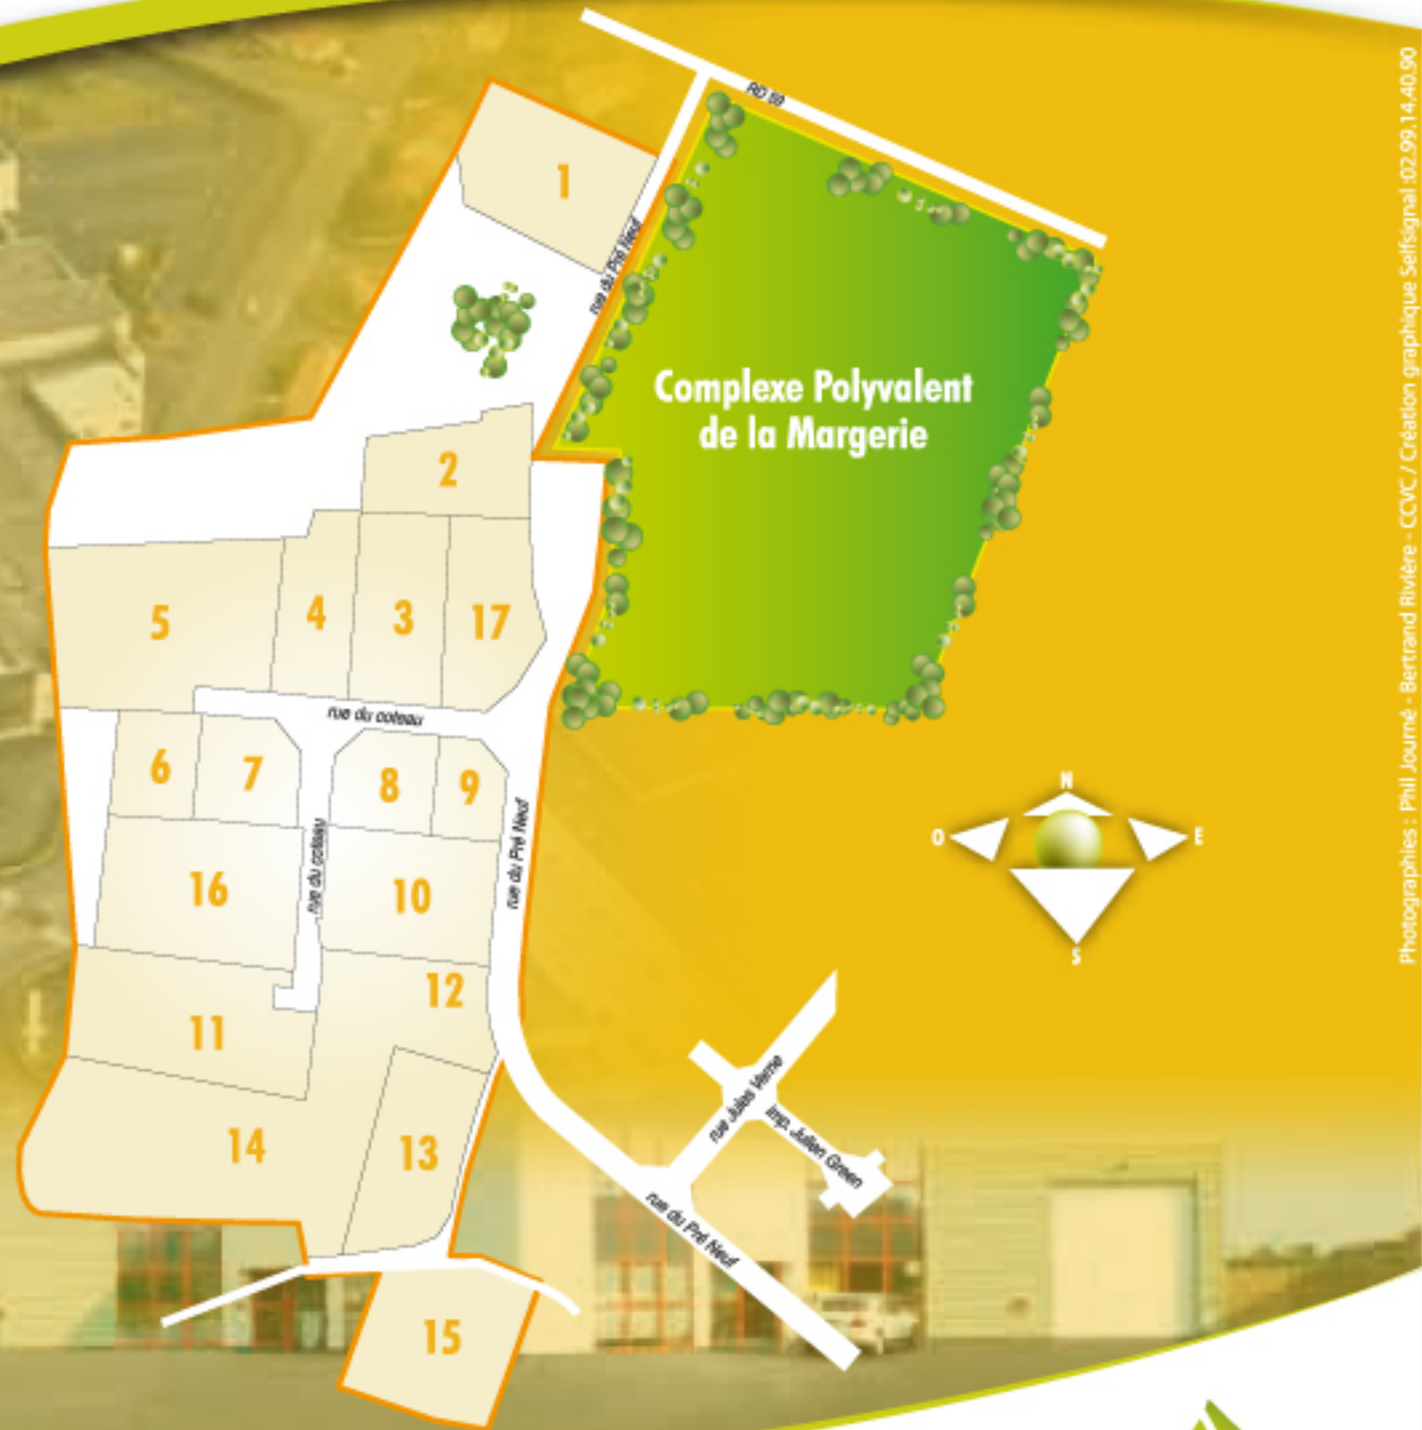 RD 59
1
rue du Pré Neuf
Complexe Polyvalent
de la Margerie
2
5
4
3
17
rue du coteau
6
7
8
9
rue du coteau
rue du Pré Neuf
16
10
12
11
14
13
15
N
O
E
S
rue Jules Verne
imp. Julien Green
rue du Pré Neuf
Photographies : Phil Journé - Bertrand Rivière - CCVC / Création graphique Selfsignal :02.99.14.40.90